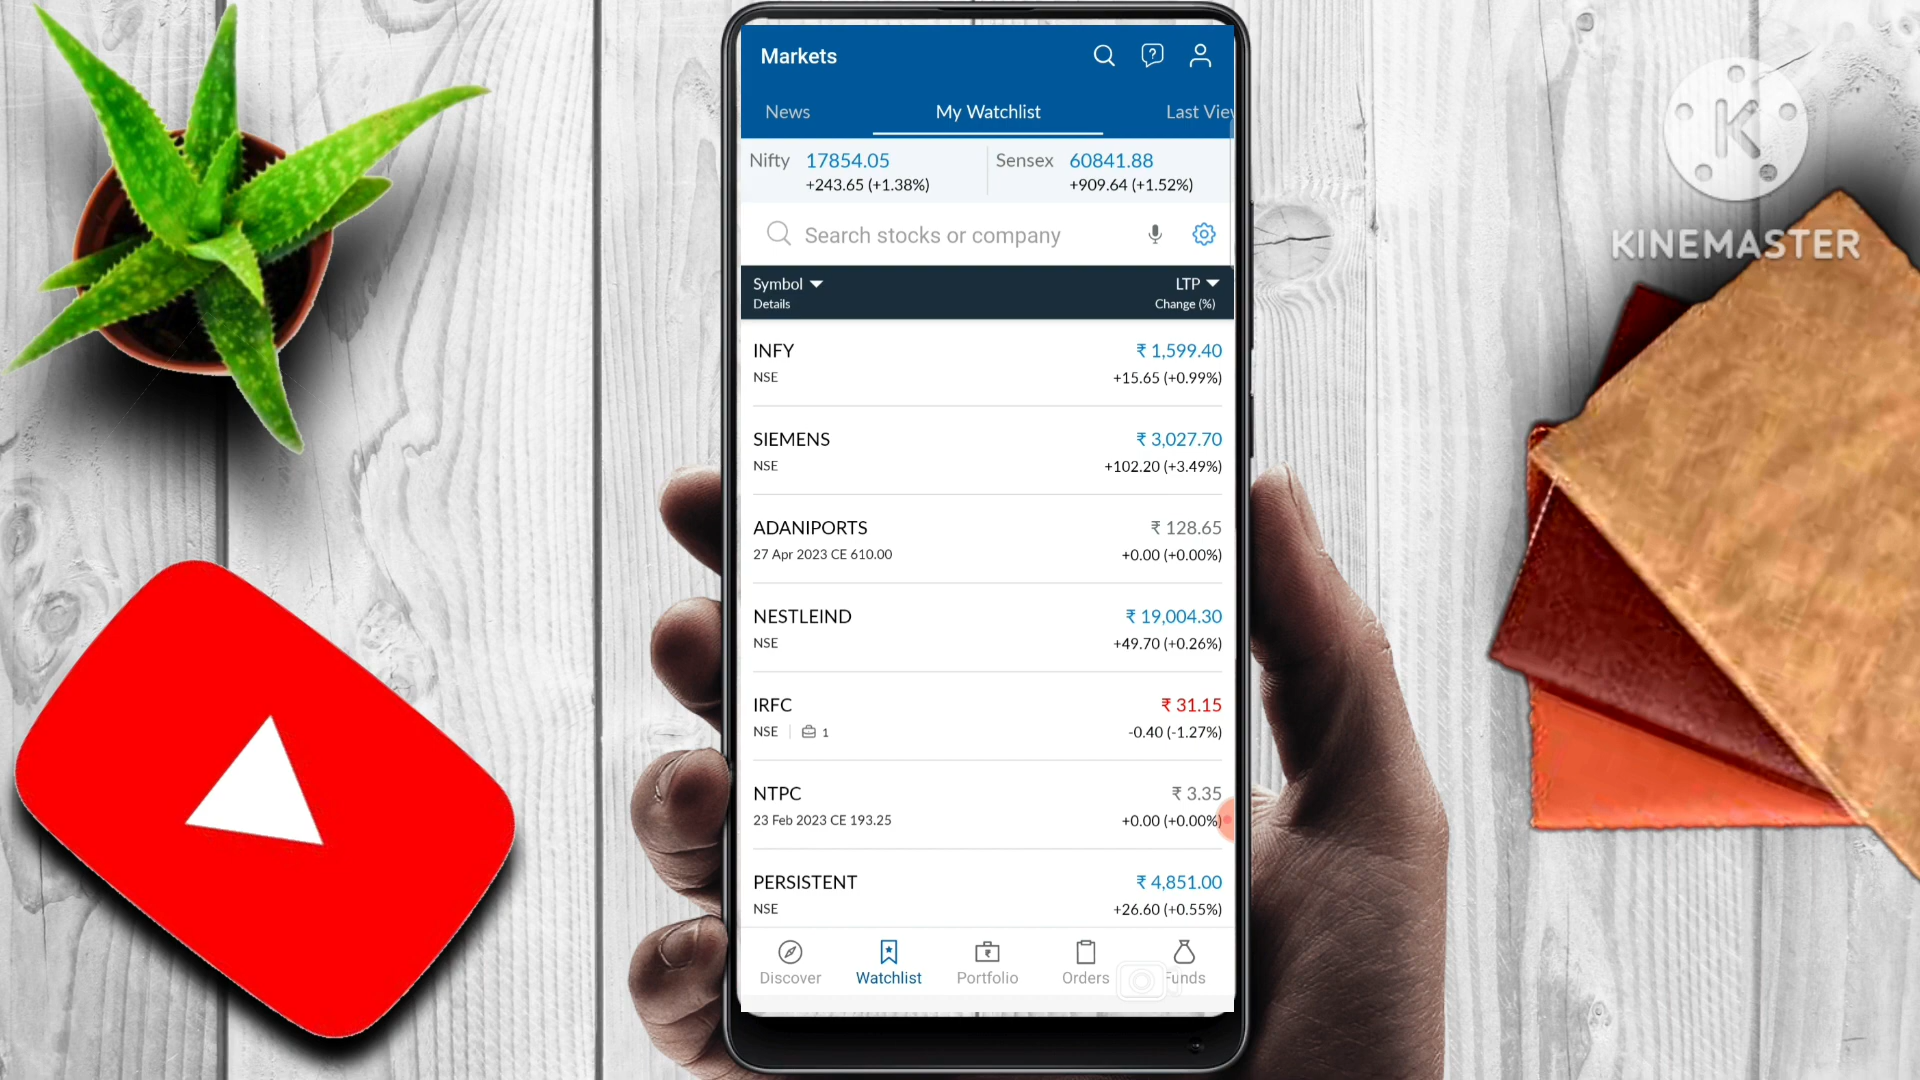 Markets
News My Watchlist Last Vie
Nifty 17854.05 Sensex 60841.88
+243.65 (+1.38%) +909.64 (+1.52%)
Search stocks or company
Symbol LTP
Details Change (%)
INFY ₹ 1,599.40
NSE +15.65 (+0.99%)
SIEMENS ₹ 3,027.70
NSE +102.20 (+3.49%)
ADANIPORTS ₹ 128.65
27 Apr 2023 CE 610.00 +0.00 (+0.00%)
NESTLEIND ₹ 19,004.30
NSE +49.70 (+0.26%)
IRFC ₹ 31.15
NSE 1 -0.40 (-1.27%)
NTPC ₹ 3.35
23 Feb 2023 CE 193.25 +0.00 (+0.00%)
PERSISTENT ₹ 4,851.00
NSE +26.60 (+0.55%)
Discover Watchlist Portfolio Orders Funds
K
KINEMASTER